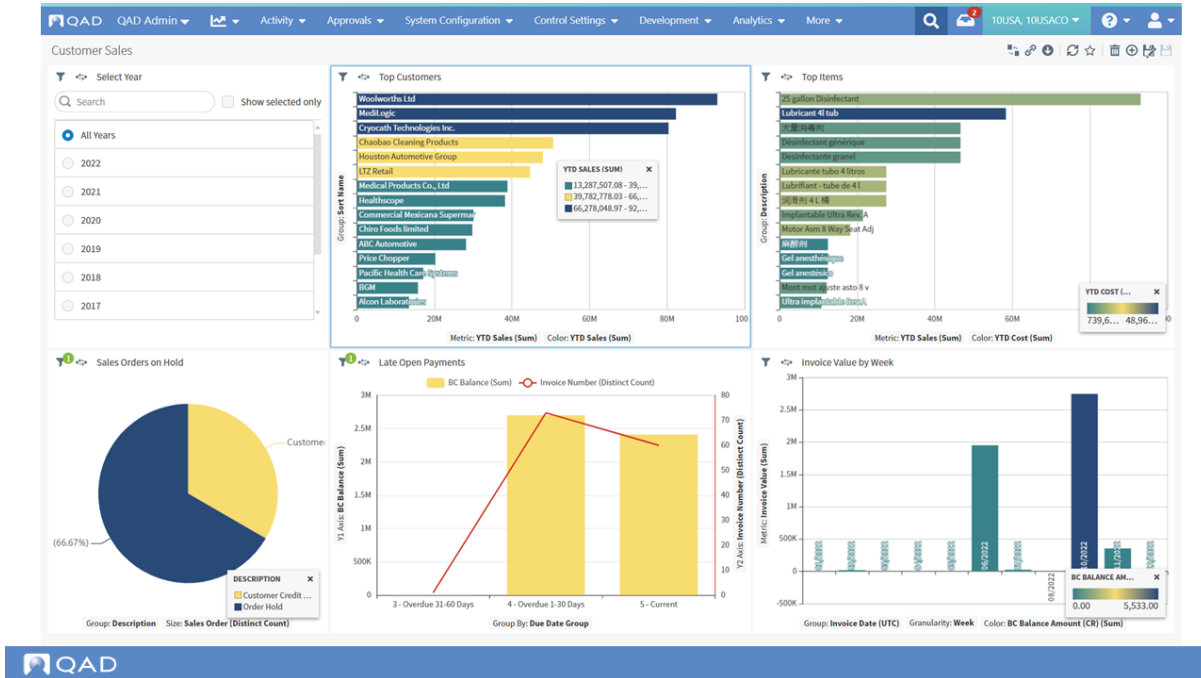 QAD QAD Admin Activity Approvals System Configuration Control Settings Development Analytics More 2 10USA, 10USACO ?
Customer Sales
Select Year
Search Show selected only
All Years
2022
2021
2020
2019
2018
2017
Top Customers
Woolworths Ltd
MediLogic
Cryocath Technologies Inc.
Chaobao Cleaning Products
Houston Automotive Group
LTZ Retail
Medical Products Co., Ltd
Healthscope
Commercial Mexicana Supermar
Chiro Foods limited
ABC Automotive
Price Chopper
Pacific Health Care Systems
BGM
Alcon Laboratories
Group: Sort Name
0 20M 40M 60M 80M 100
Metric: YTD Sales (Sum) Color: YTD Sales (Sum)
YTD SALES (SUM) ×
13,287,507.08 - 39,...
39,782,778.03 - 66,...
66,278,048.97 - 92,...
Top Items
25 gallon Disinfectant
Lubricant 4l tub
大量消毒剂
Desinfectant générique
Desinfectante granel
Lubricante tubo 4 litros
Lubrifiant - tube de 4 l
润滑剂 4 L 桶
Implantable Ultra Rev. A
Motor Asm 8 Way Seat Adj
麻醉剂
Gel anesthésique
Gel anestésico
Mont mot ajuste asto 8 v
Ultra implantable Rev.A
Group: Description
0 20M 40M 60M 0
Metric: YTD Sales (Sum) Color: YTD Cost (Sum)
YTD COST (... ×
739,6... 48,96...
1 Sales Orders on Hold
Custome
(66.67%)
DESCRIPTION ×
Customer Credit ...
Order Hold
Group: Description Size: Sales Order (Distinct Count)
1 Late Open Payments
BC Balance (Sum) Invoice Number (Distinct Count)
Y1 Axis: BC Balance (Sum)
3M
2.5M
2M
1.5M
1M
500K
0
80
70
60
50
40
30
20
10
0
Y2 Axis: Invoice Number (Distinct Count)
3 - Overdue 31-60 Days 4 - Overdue 1-30 Days 5 - Current
Group By: Due Date Group
Invoice Value by Week
Metric: Invoice Value (Sum)
3M
2.5M
2M
1.5M
1M
500K
0
-500K
06/2022
08/2022
10/2022
11/2022
BC BALANCE AM... ×
0.00 5,533.00
Group: Invoice Date (UTC) Granularity: Week Color: BC Balance Amount (CR) (Sum)
QAD